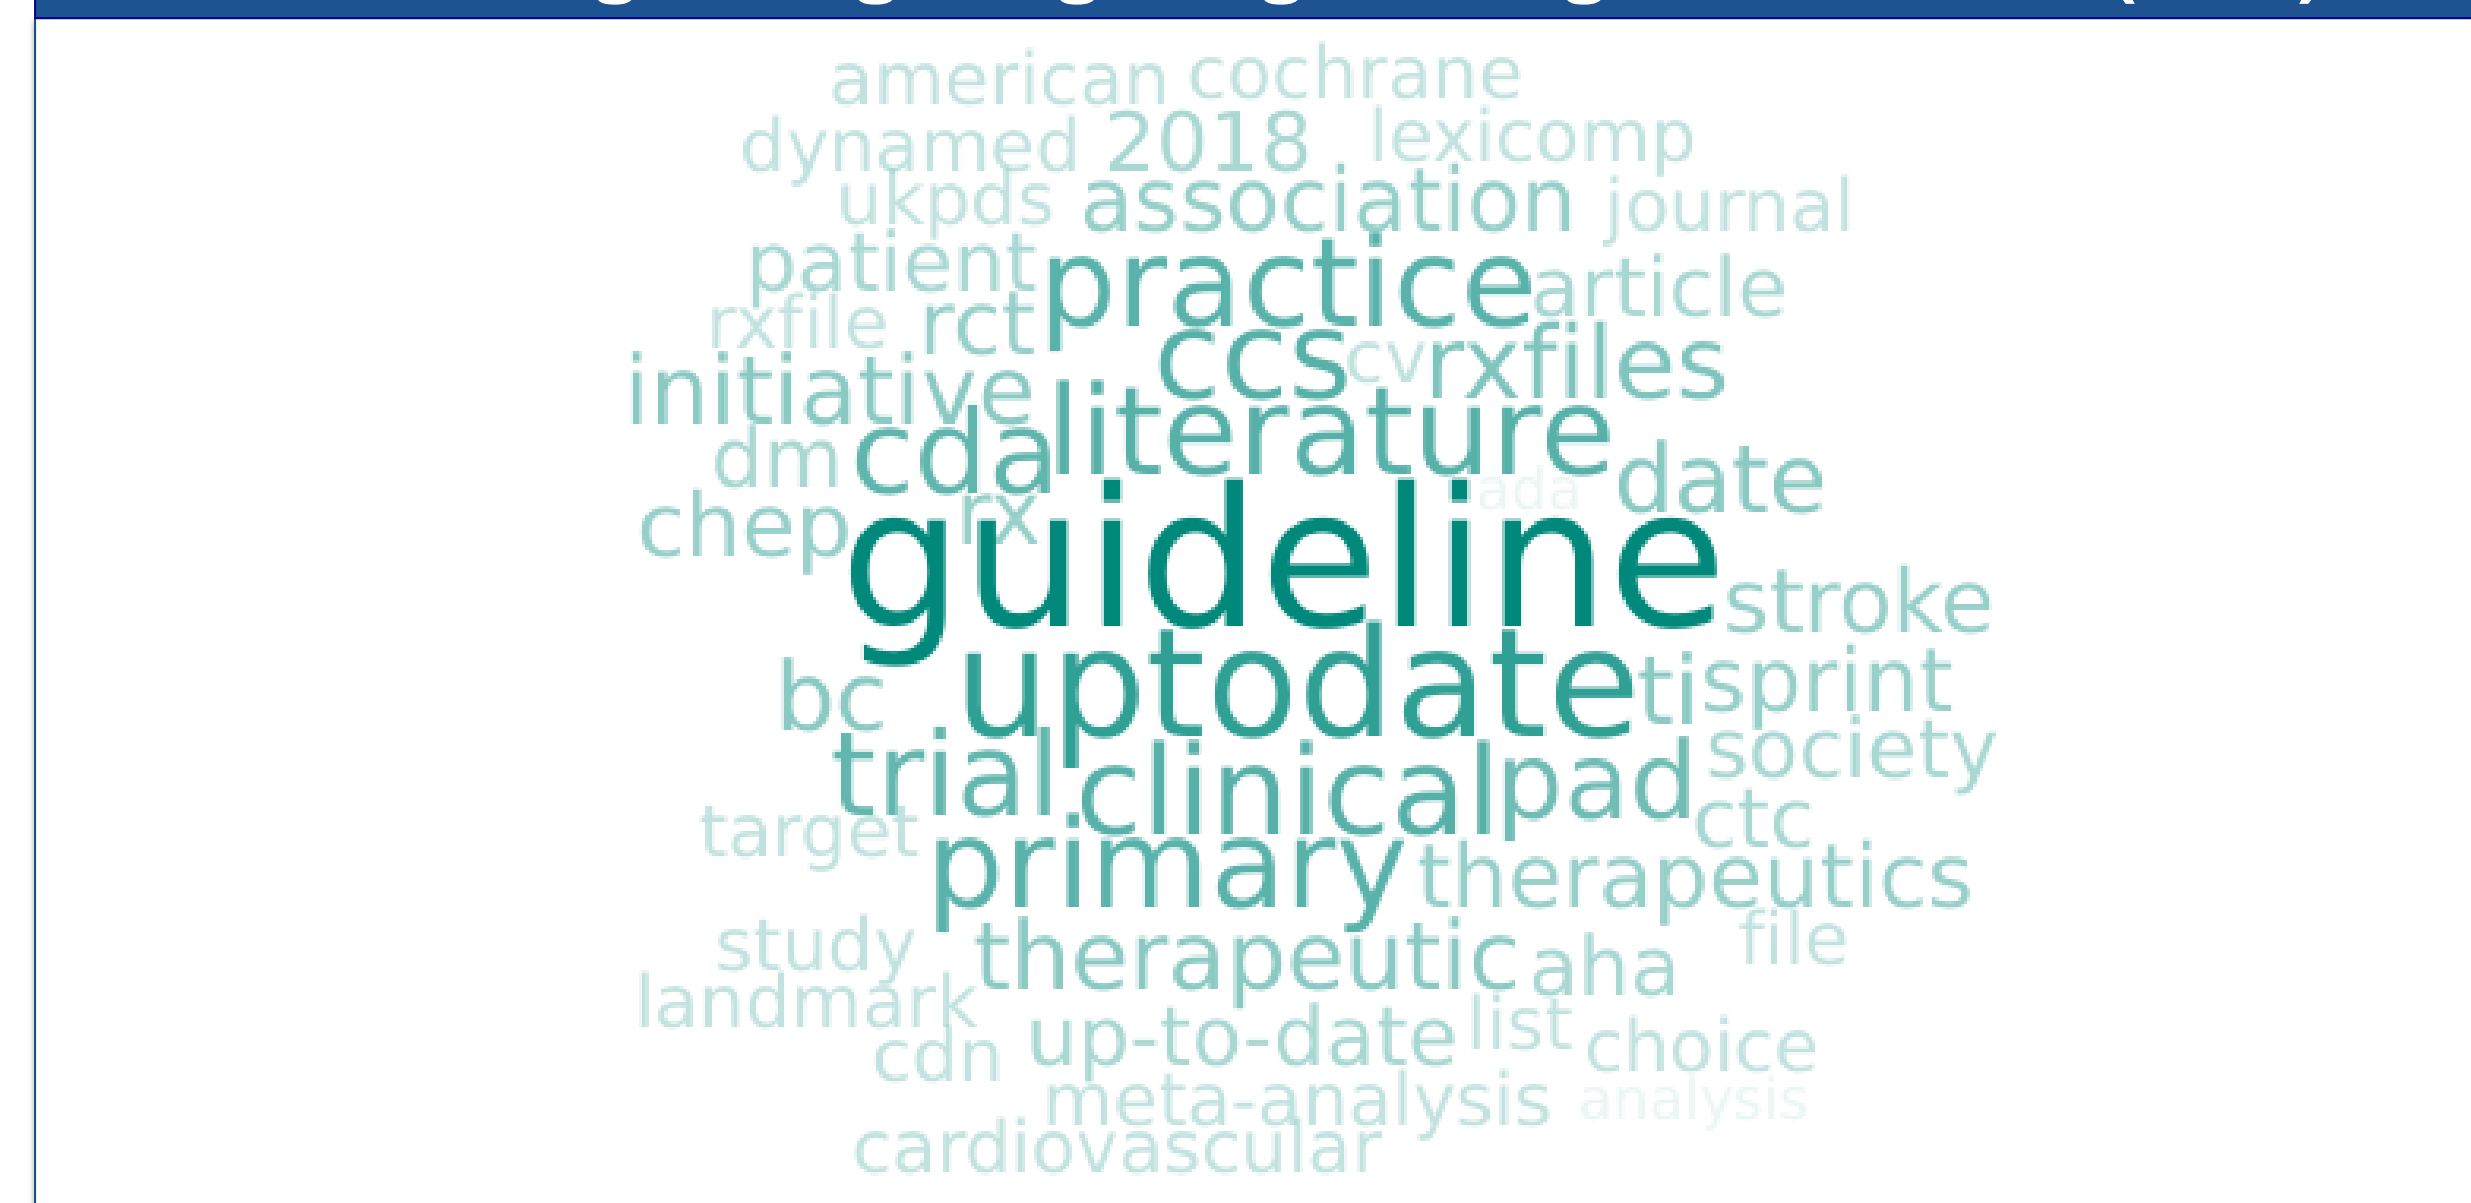 american cochrane
dynamed 2018 . lexicomp
ukpds association journal
patient practice article
rxfile rct ccs cv rxfiles
initiative literature
dm cda ada date
chep rx guideline stroke
bc uptodate ti sprint
trial clinical pad society
target primary therapeutics ctc
study therapeutic aha file
landmark up-to-date list choice
cdn meta-analysis analysis
cardiovascular